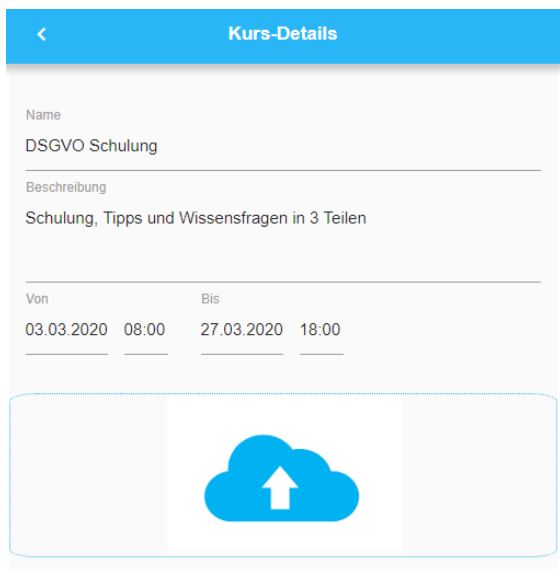 Kurs-Details
Name
DSGVO Schulung
Beschreibung
Schulung, Tipps und Wissensfragen in 3 Teilen
Von Bis
03.03.2020 08:00 27.03.2020 18:00